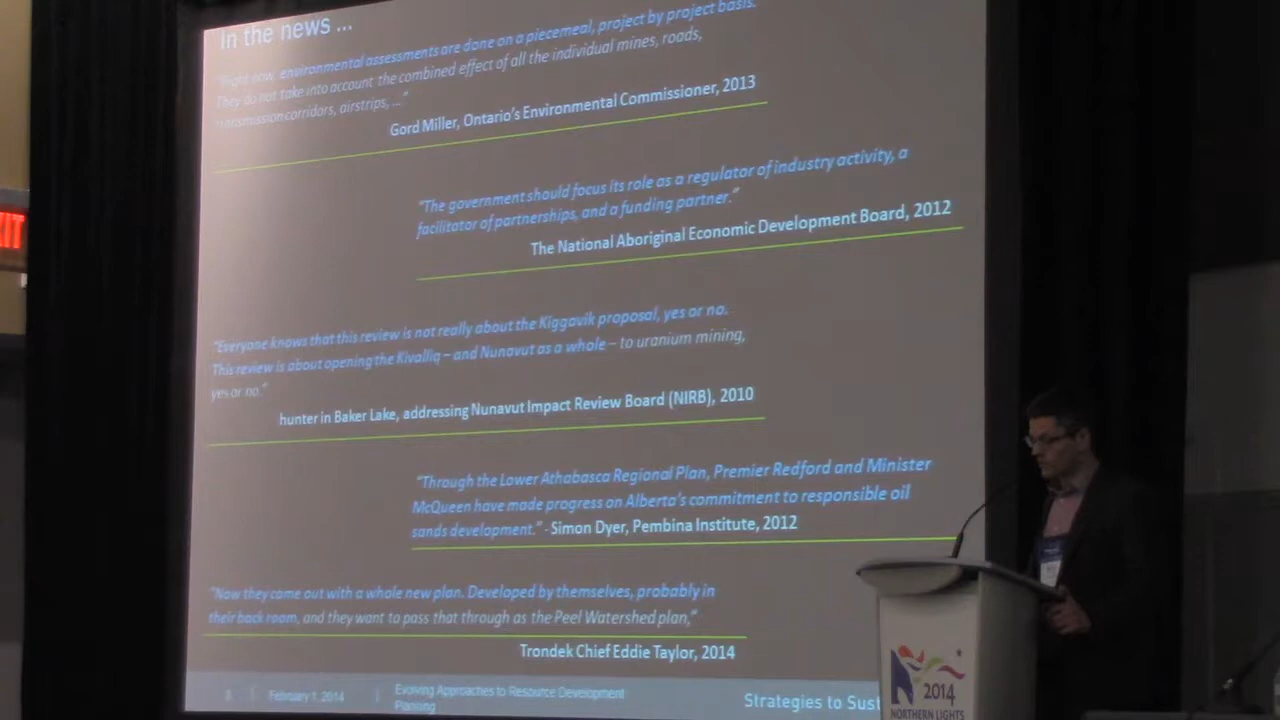 In the news ...
"Right now, environmental assessments are done on a piecemeal, project by project basis.
They do not take into account the combined effect of all the individual mines, roads,
transmission corridors, airstrips, ..."
Gord Miller, Ontario's Environmental Commissioner, 2013
"The government should focus its role as a regulator of industry activity, a
facilitator of partnerships, and a funding partner."
The National Aboriginal Economic Development Board, 2012
"Everyone knows that this review is not really about the Kiggavik proposal, yes or no.
This review is about opening the Kivalliq – and Nunavut as a whole – to uranium mining,
yes or no."
hunter in Baker Lake, addressing Nunavut Impact Review Board (NIRB), 2010
"Through the Lower Athabasca Regional Plan, Premier Redford and Minister
McQueen have made progress on Alberta's commitment to responsible oil
sands development." - Simon Dyer, Pembina Institute, 2012
"Now they come out with a whole new plan. Developed by themselves, probably in
their back room, and they want to pass that through as the Peel Watershed plan,"
Trondek Chief Eddie Taylor, 2014
3 | February 1, 2014 | Evolving Approaches to Resource Development
Planning
Strategies to Sust
2014
NORTHERN LIGHTS